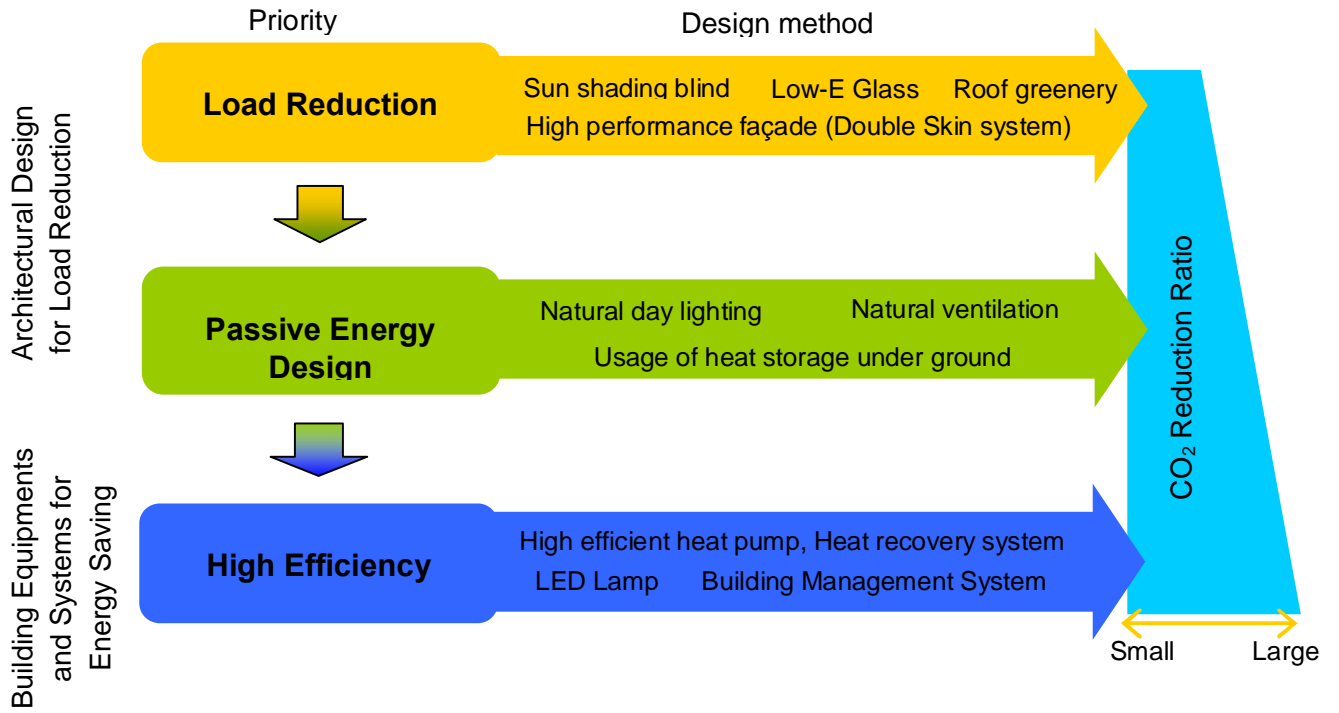 Priority
Design method
Architectural Design
for Load Reduction
Load Reduction
Sun shading blind
Low-E Glass
Roof greenery
High performance façade (Double Skin system)
Passive Energy
Design
Natural day lighting
Natural ventilation
Usage of heat storage under ground
Building Equipments
and Systems for
Energy Saving
High Efficiency
High efficient heat pump, Heat recovery system
LED Lamp
Building Management System
CO₂ Reduction Ratio
Small
Large